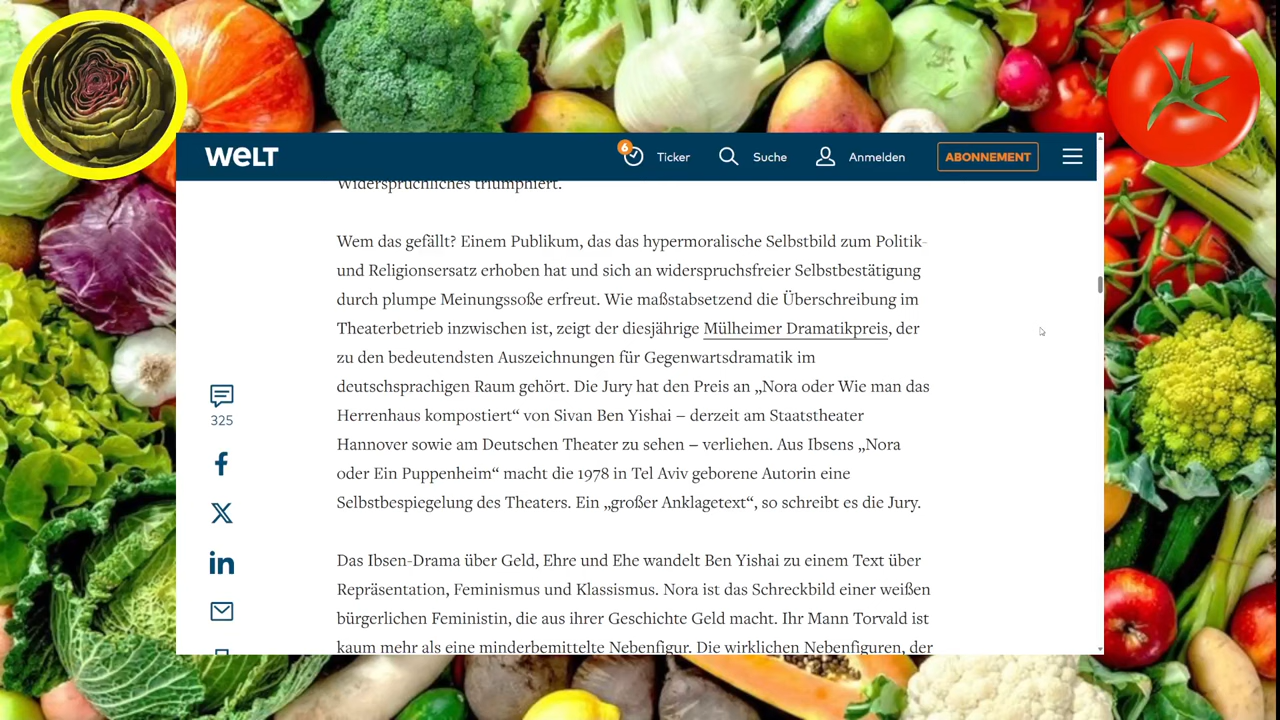 WELT
6
Ticker
Suche
Anmelden
ABONNEMENT
Widersprüchliches triumphiert.
Wem das gefällt? Einem Publikum, das das hypermoralische Selbstbild zum Politik-
und Religionsersatz erhoben hat und sich an widerspruchsfreier Selbstbestätigung
durch plumpe Meinungssoße erfreut. Wie maßstabsetzend die Überschreibung im
Theaterbetrieb inzwischen ist, zeigt der diesjährige Mülheimer Dramatikpreis, der
zu den bedeutendsten Auszeichnungen für Gegenwartsdramatik im
deutschsprachigen Raum gehört. Die Jury hat den Preis an „Nora oder Wie man das
Herrenhaus kompostiert“ von Sivan Ben Yishai – derzeit am Staatstheater
Hannover sowie am Deutschen Theater zu sehen – verliehen. Aus Ibsens „Nora
oder Ein Puppenheim“ macht die 1978 in Tel Aviv geborene Autorin eine
Selbstbespiegelung des Theaters. Ein „großer Anklagetext“, so schreibt es die Jury.
325
Das Ibsen-Drama über Geld, Ehre und Ehe wandelt Ben Yishai zu einem Text über
Repräsentation, Feminismus und Klassismus. Nora ist das Schreckbild einer weißen
bürgerlichen Feministin, die aus ihrer Geschichte Geld macht. Ihr Mann Torvald ist
kaum mehr als eine minderbemittelte Nebenfigur. Die wirklichen Nebenfiguren, der